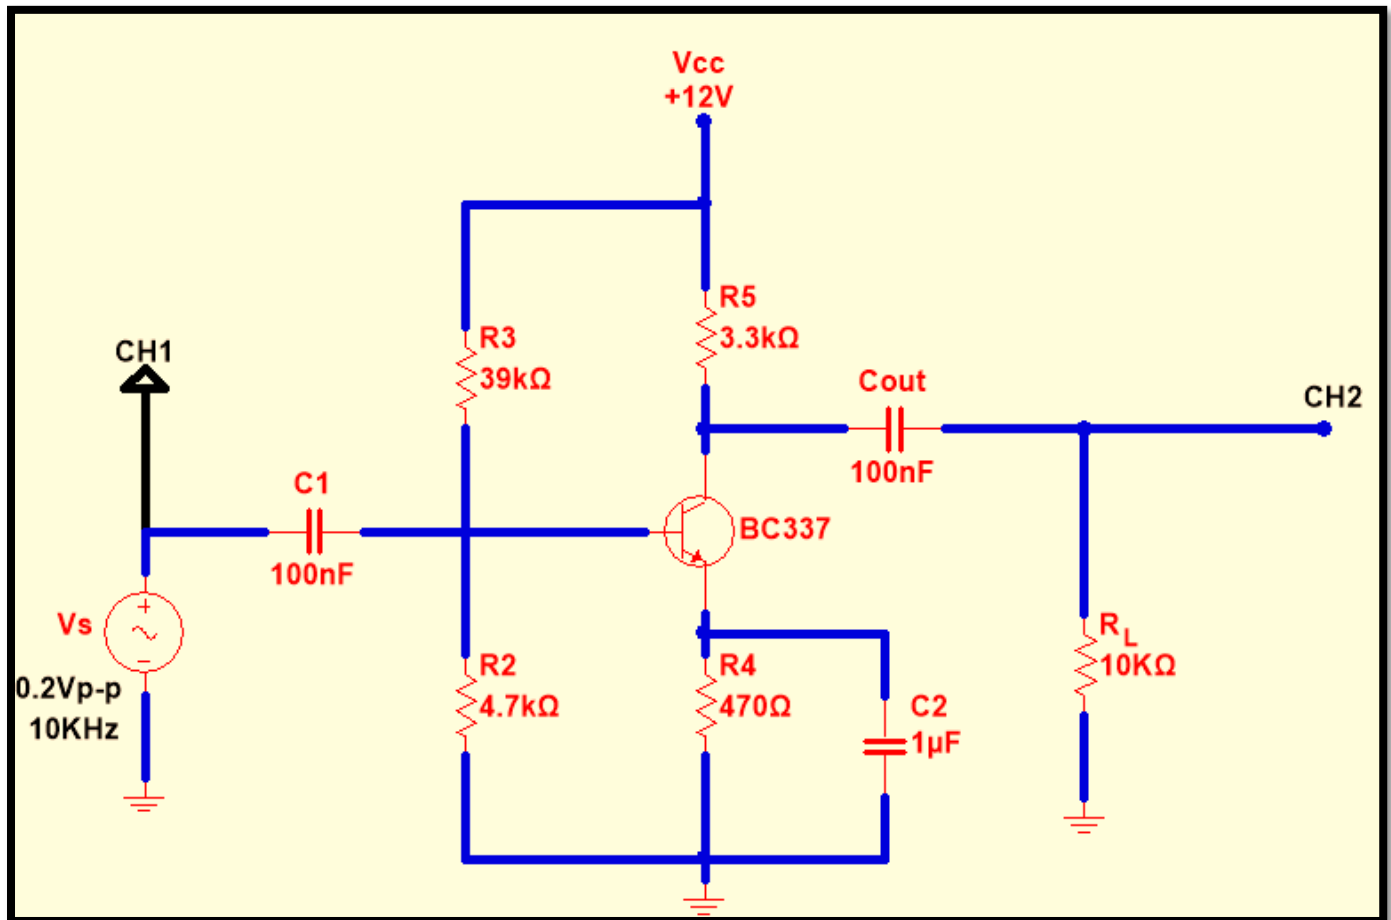 Vcc
+12V
R5
3.3kΩ
R3
39kΩ
CH1
Cout
100nF
CH2
C1
100nF
BC337
Vs
0.2Vp-p
10KHz
+
−
R2
4.7kΩ
R4
470Ω
C2
1µF
RL
10KΩ